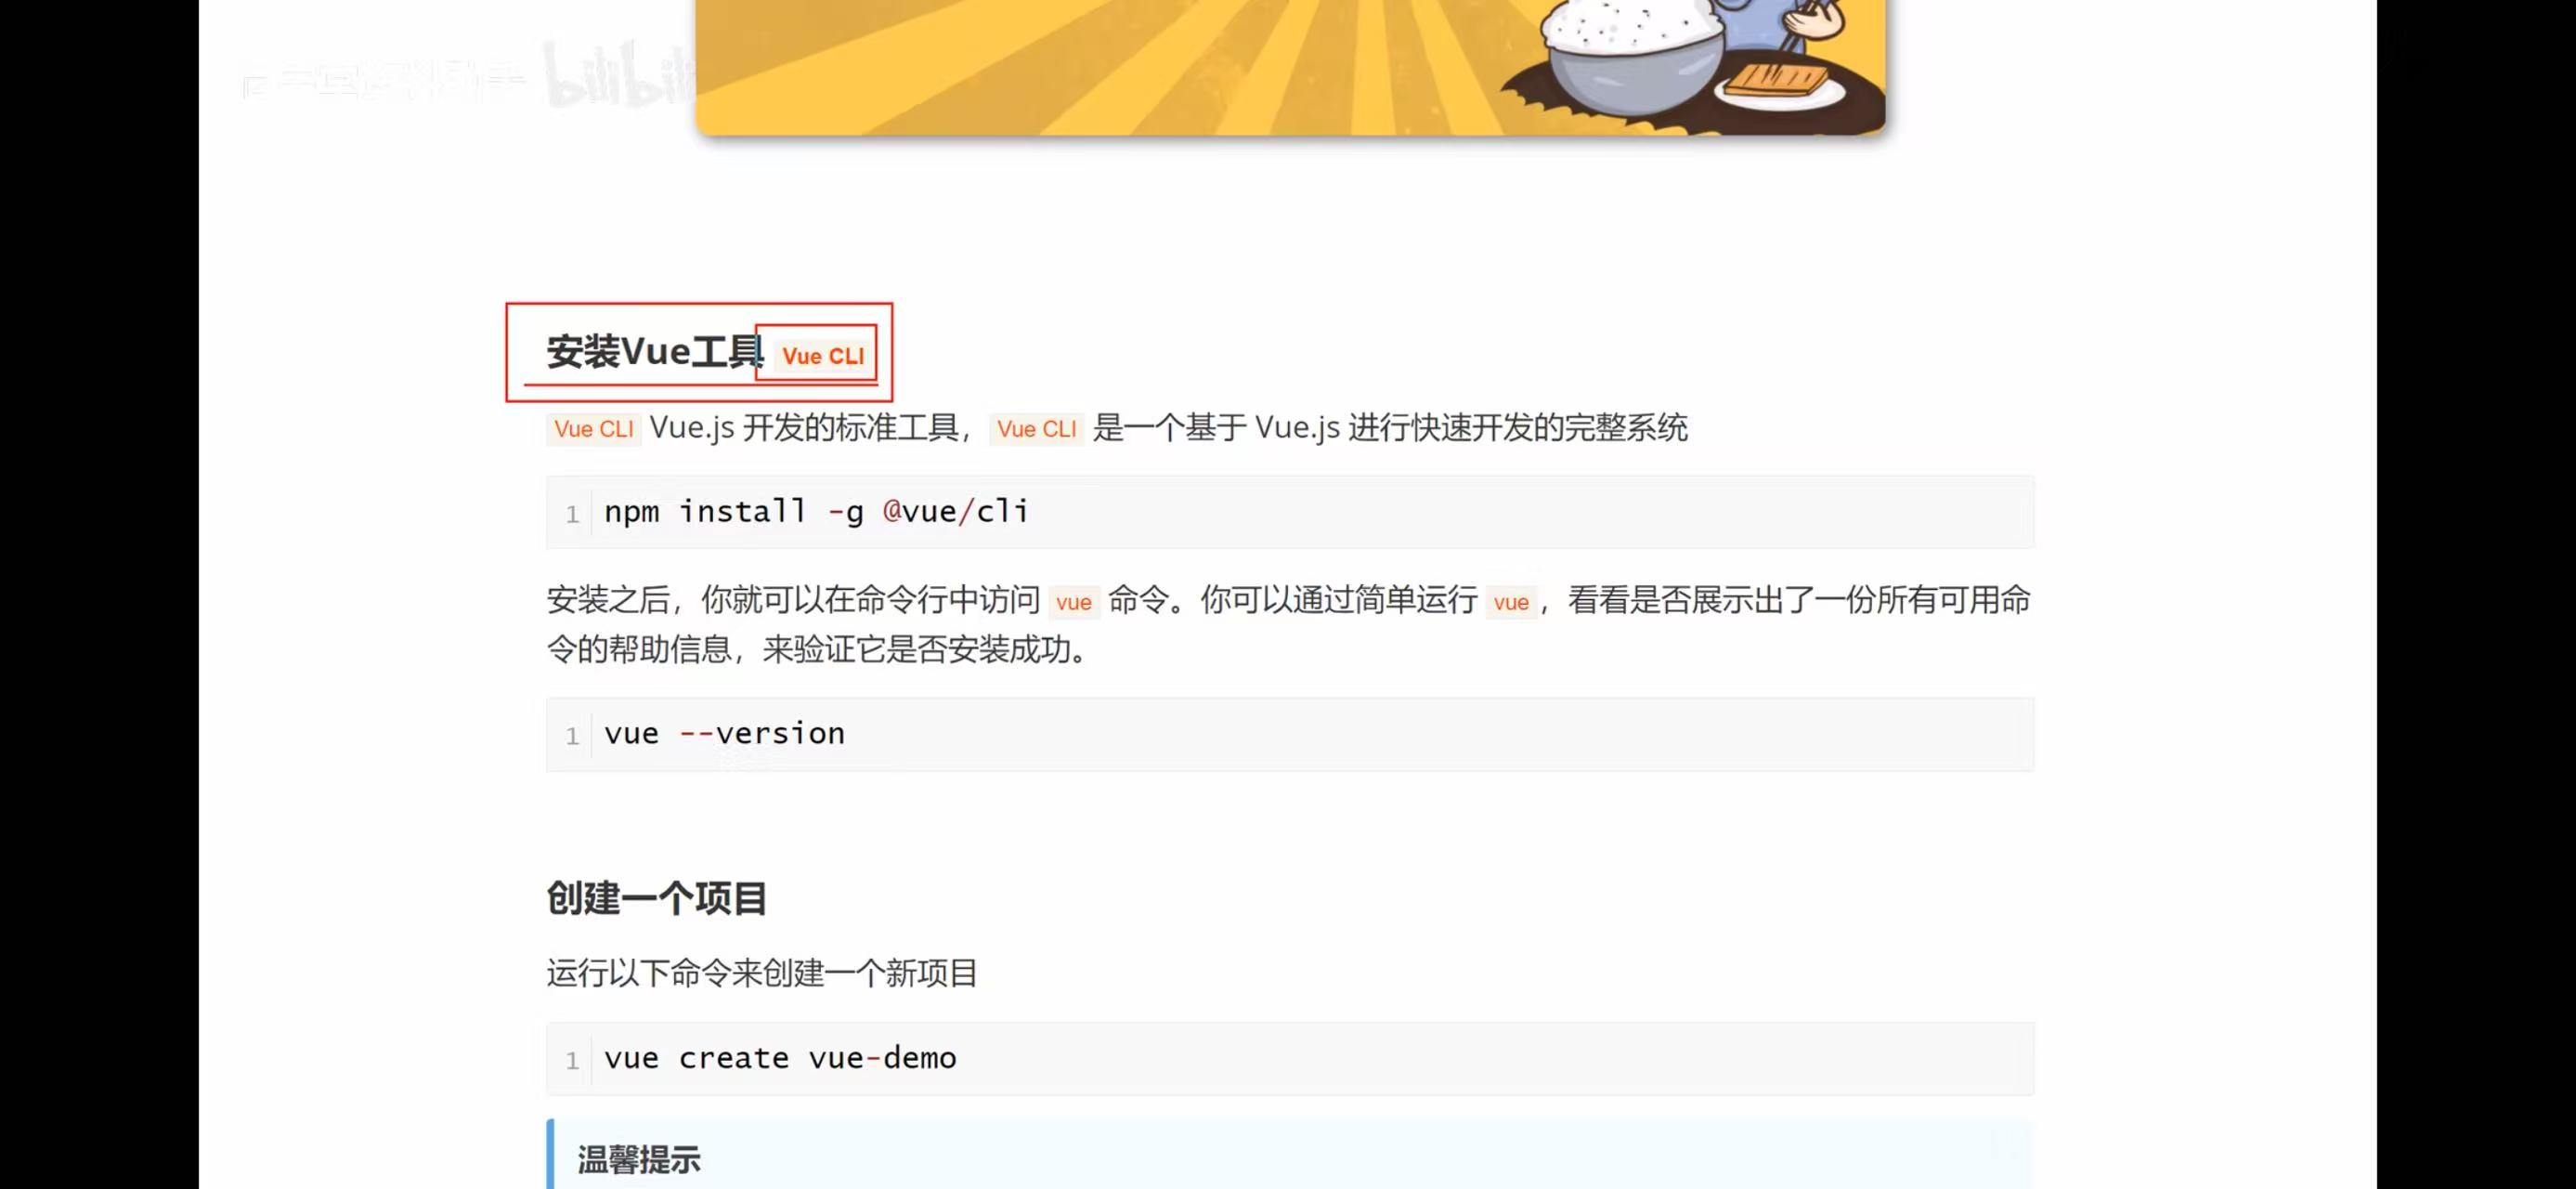 bilibili
安装Vue工具 Vue CLI
Vue CLI Vue.js 开发的标准工具，Vue CLI 是一个基于 Vue.js 进行快速开发的完整系统
1 npm install -g @vue/cli
安装之后，你就可以在命令行中访问 vue 命令。你可以通过简单运行 vue，看看是否展示出了一份所有可用命
令的帮助信息，来验证它是否安装成功。
1 vue --version
创建一个项目
运行以下命令来创建一个新项目
1 vue create vue-demo
温馨提示